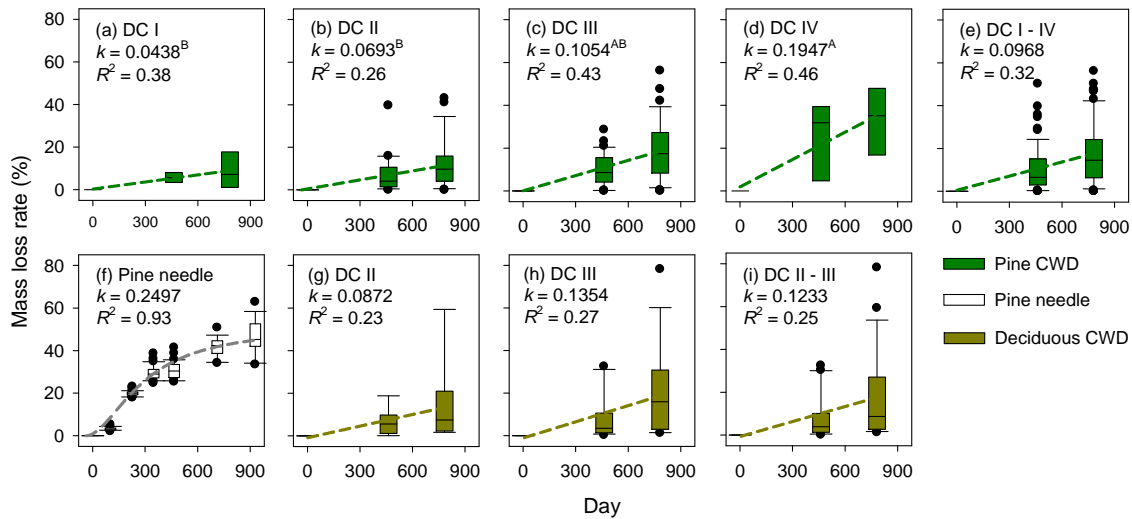 (a) DC I
k = 0.0438^B
R² = 0.38
(b) DC II
k = 0.0693^B
R² = 0.26
(c) DC III
k = 0.1054^AB
R² = 0.43
(d) DC IV
k = 0.1947^A
R² = 0.46
(e) DC I - IV
k = 0.0968
R² = 0.32
80
60
40
20
0
0 300 600 900
0 300 600 900
0 300 600 900
0 300 600 900
0 300 600 900
Mass loss rate (%)
(f) Pine needle
k = 0.2497
R² = 0.93
(g) DC II
k = 0.0872
R² = 0.23
(h) DC III
k = 0.1354
R² = 0.27
(i) DC II - III
k = 0.1233
R² = 0.25
80
60
40
20
0
0 300 600 900
0 300 600 900
0 300 600 900
0 300 600 900
Pine CWD
Pine needle
Deciduous CWD
Day